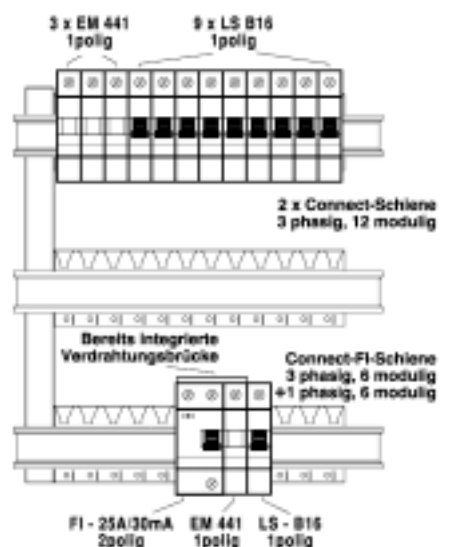 3 x EM 441
1polig
9 x LS B16
1polig
2 x Connect-Schiene
3 phasig, 12 modulig
Bereits integrierte
Verdrahtungsbrücke
Connect-FI-Schiene
3 phasig, 6 modulig
+1 phasig, 6 modulig
FI - 25A/30mA
2polig
EM 441
1polig
LS - B16
1polig